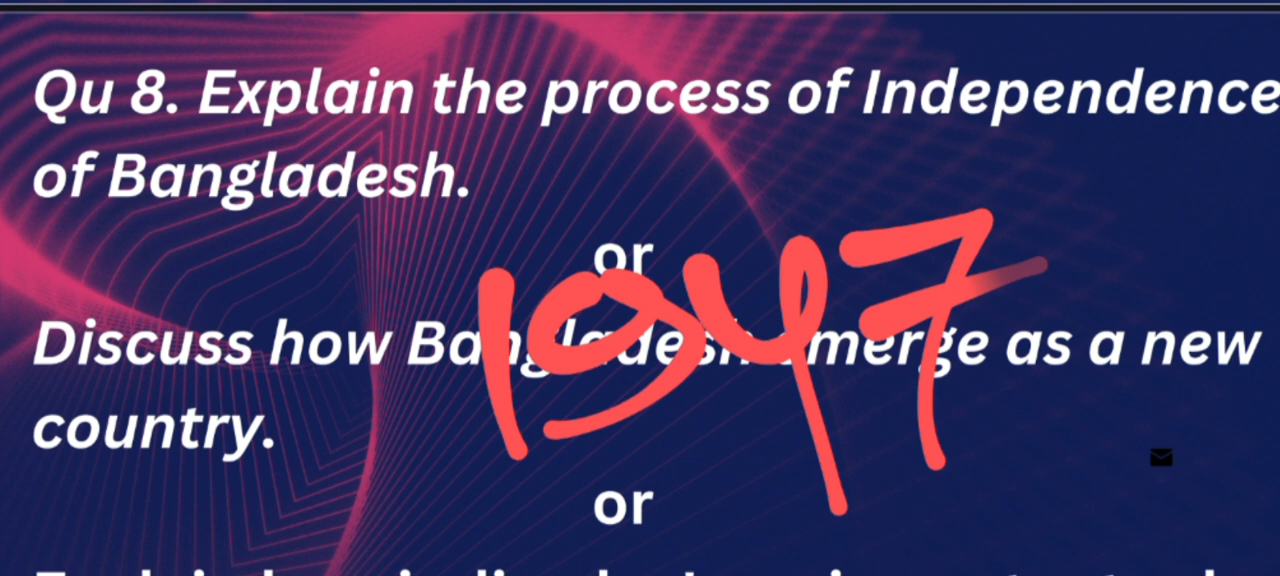 Qu 8. Explain the process of Independence
of Bangladesh.
or
Discuss how Bangladesh emerge as a new
country.
1947
or